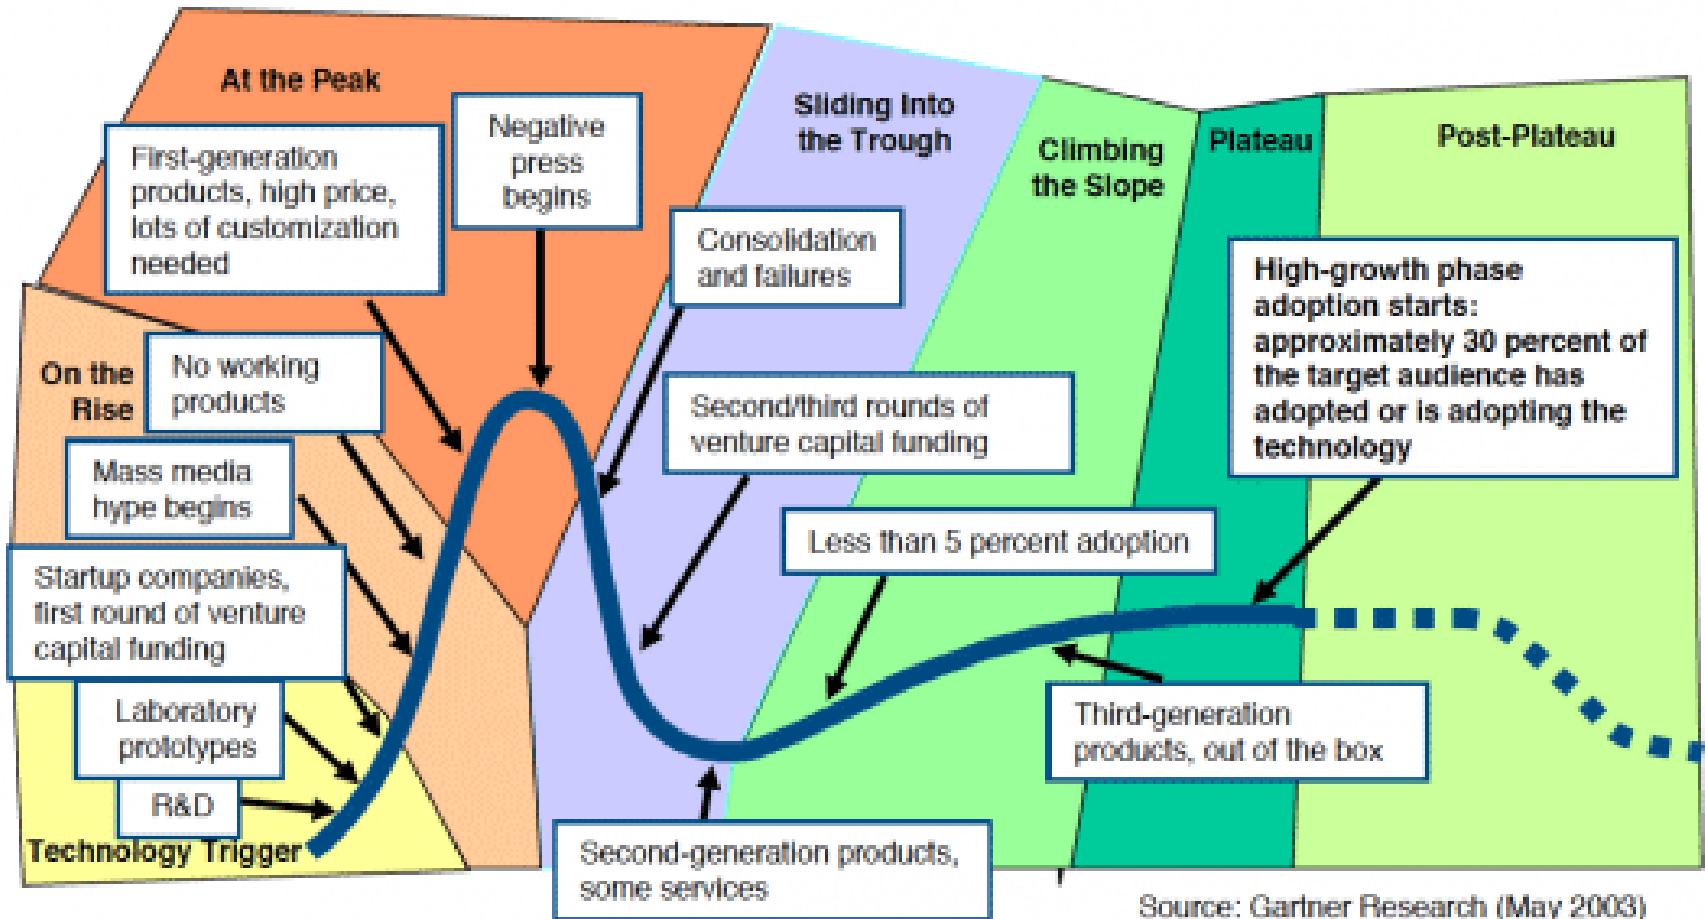 At the Peak
First-generation
products, high price,
lots of customization
needed
Negative
press
begins
Sliding Into
the Trough
Climbing
the Slope
Plateau
Post-Plateau
Consolidation
and failures
High-growth phase
adoption starts:
approximately 30 percent of
the target audience has
adopted or is adopting the
technology
On the
Rise
No working
products
Second/third rounds of
venture capital funding
Mass media
hype begins
Less than 5 percent adoption
Startup companies,
first round of venture
capital funding
Laboratory
prototypes
Third-generation
products, out of the box
R&D
Technology Trigger
Second-generation products,
some services
Source: Gartner Research (May 2003)